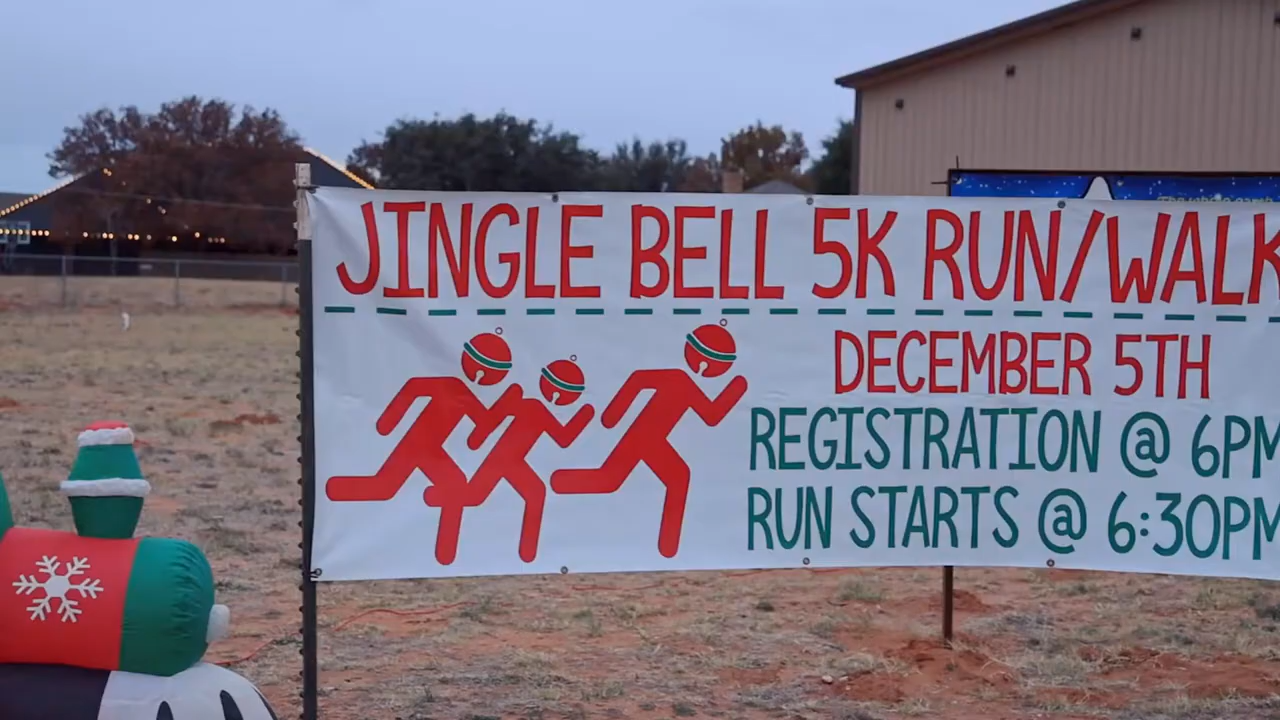 JINGLE BELL 5K RUN/WALK
DECEMBER 5TH
REGISTRATION @ 6PM
RUN STARTS @ 6:30PM